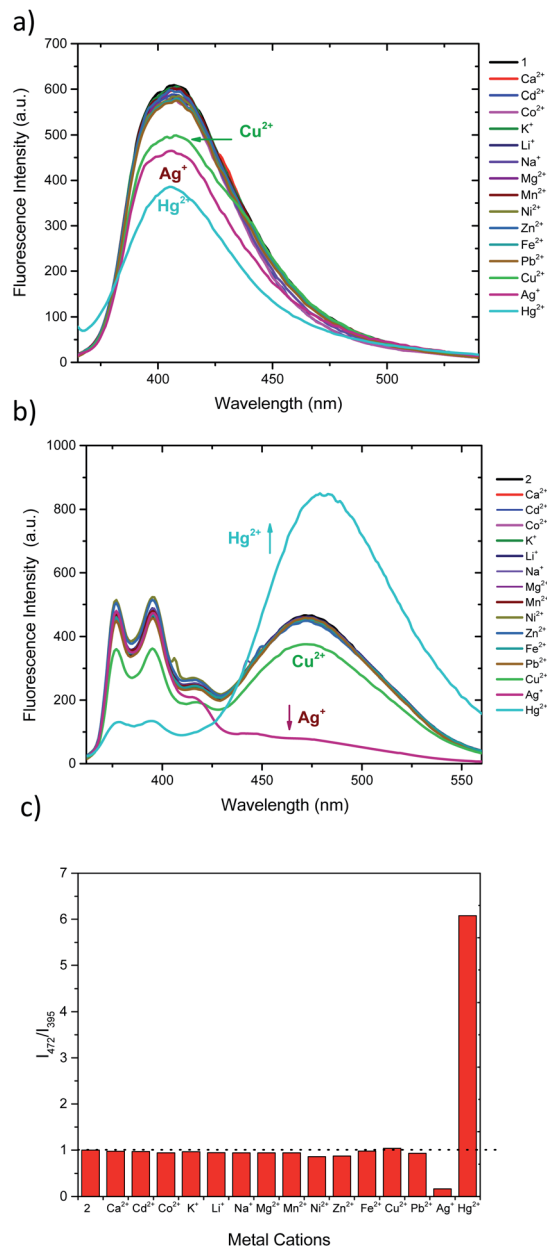 a)
700
600
500
400
300
200
100
0
400
450
500
Fluorescence Intensity (a.u.)
Wavelength (nm)
Cu²⁺
Ag⁺
Hg²⁺
1
Ca²⁺
Cd²⁺
Co²⁺
K⁺
Li⁺
Na⁺
Mg²⁺
Mn²⁺
Ni²⁺
Zn²⁺
Fe²⁺
Pb²⁺
Cu²⁺
Ag⁺
Hg²⁺
b)
1000
800
600
400
200
0
400
450
500
550
Fluorescence Intensity (a.u.)
Wavelength (nm)
Hg²⁺
Cu²⁺
Ag⁺
2
Ca²⁺
Cd²⁺
Co²⁺
K⁺
Li⁺
Na⁺
Mg²⁺
Mn²⁺
Ni²⁺
Zn²⁺
Fe²⁺
Pb²⁺
Cu²⁺
Ag⁺
Hg²⁺
c)
7
6
5
4
3
2
1
0
I₄₇₂/I₃₉₅
2 Ca²⁺ Cd²⁺ Co²⁺ K⁺ Li⁺ Na⁺ Mg²⁺ Mn²⁺ Ni²⁺ Zn²⁺ Fe²⁺ Cu²⁺ Pb²⁺ Ag⁺ Hg²⁺
Metal Cations